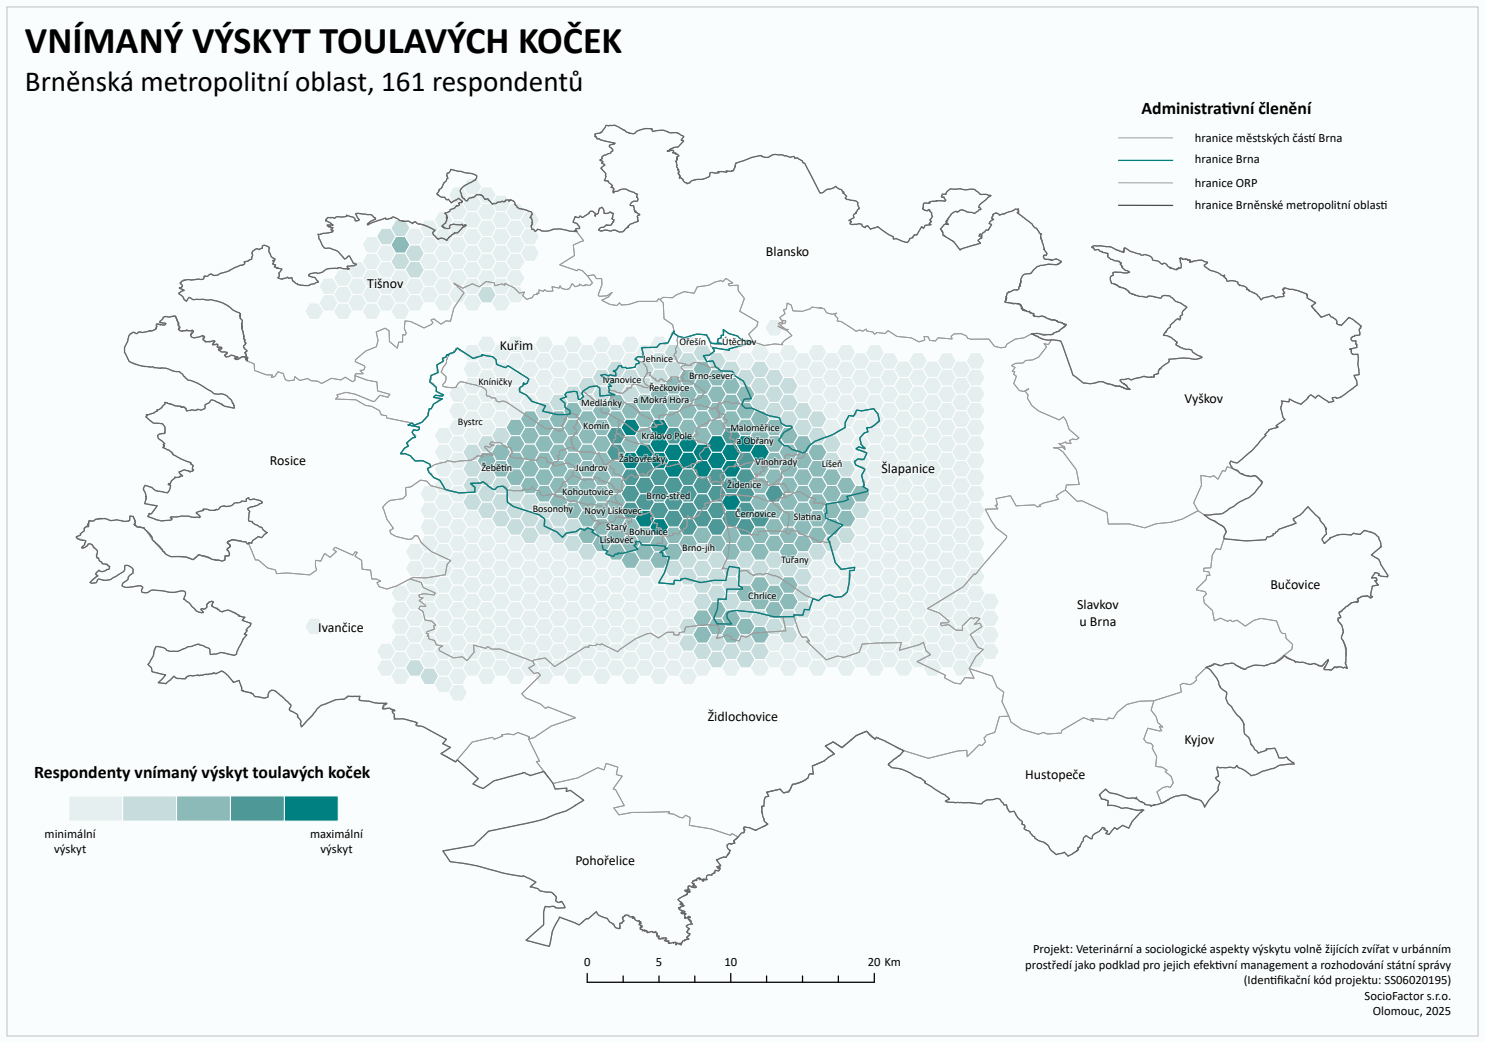 VNÍMANÝ VÝSKYT TOULAVÝCH KOČEK
Brněnská metropolitní oblast, 161 respondentů
Administrativní členění
hranice městských částí Brna
hranice Brna
hranice ORP
hranice Brněnské metropolitní oblasti
Blansko
Tišnov
Kuřim
Ořešín
Útěchov
Jehnice
Ivanovice
Brno-sever
Kníničky
Řečkovice
a Mokrá Hora
Medlánky
Vyškov
Bystrc
Komín
Královo Pole
Maloměřice
a Obřany
Rosice
Žebětín
Jundrov
Žabovřesky
Vinohrady
Líšeň
Šlapanice
Kohoutovice
Brno-střed
Židenice
Bosonohy
Nový Lískovec
Černovice
Slatina
Starý
Lískovec
Bohunice
Brno-jih
Tuřany
Chrlice
Bučovice
Slavkov
u Brna
Ivančice
Židlochovice
Kyjov
Hustopeče
Pohořelice
Respondenty vnímaný výskyt toulavých koček
minimální
výskyt
maximální
výskyt
0 5 10 20 Km
Projekt: Veterinární a sociologické aspekty výskytu volně žijících zvířat v urbánním
prostředí jako podklad pro jejich efektivní management a rozhodování státní správy
(Identifikační kód projektu: SS06020195)
SocioFactor s.r.o.
Olomouc, 2025